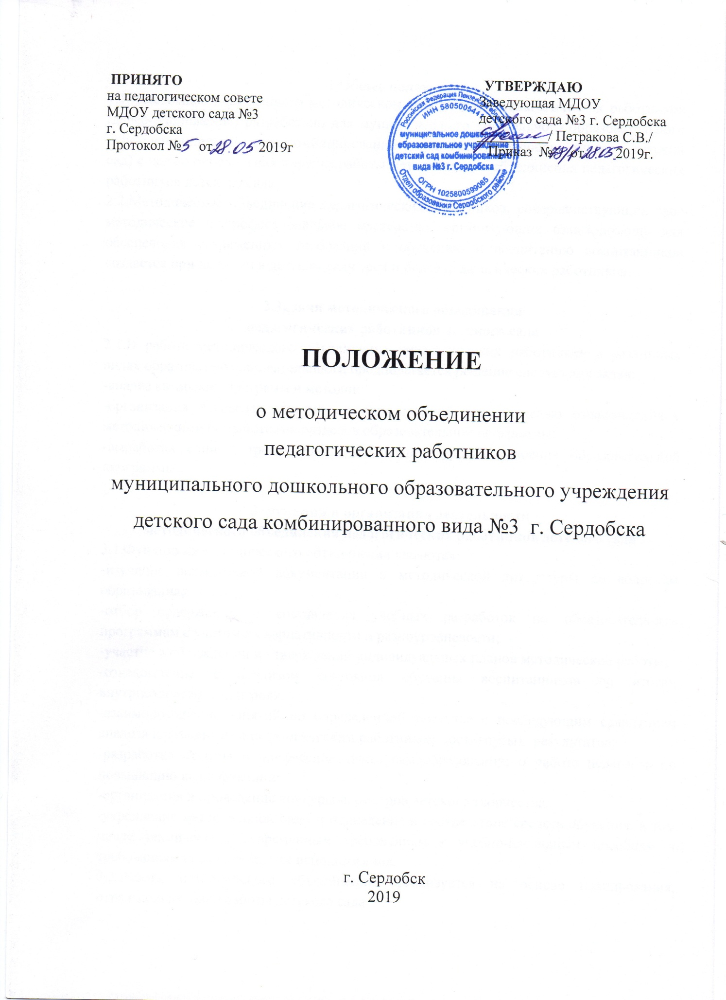 ПРИНЯТО
на педагогическом совете
МДОУ детского сада №3
г. Сердобска
Протокол №5 от 28.05 2019г
УТВЕРЖДАЮ
Заведующая МДОУ
детского сада №3 г. Сердобска
/ Петракова С.В./
Приказ № 78/1 от 28.05. 2019г.
Российская Федерация Пензенская
ИНН 5805005441
муниципальное дошкольное
образовательное учреждение
детский сад комбинированного
вида №3 г. Сердобска
ОГРН 1025800599065
Отдел образования Сердобского района
ПОЛОЖЕНИЕ
о методическом объединении
педагогических работников
муниципального дошкольного образовательного учреждения
детского сада комбинированного вида №3 г. Сердобска
г. Сердобск
2019